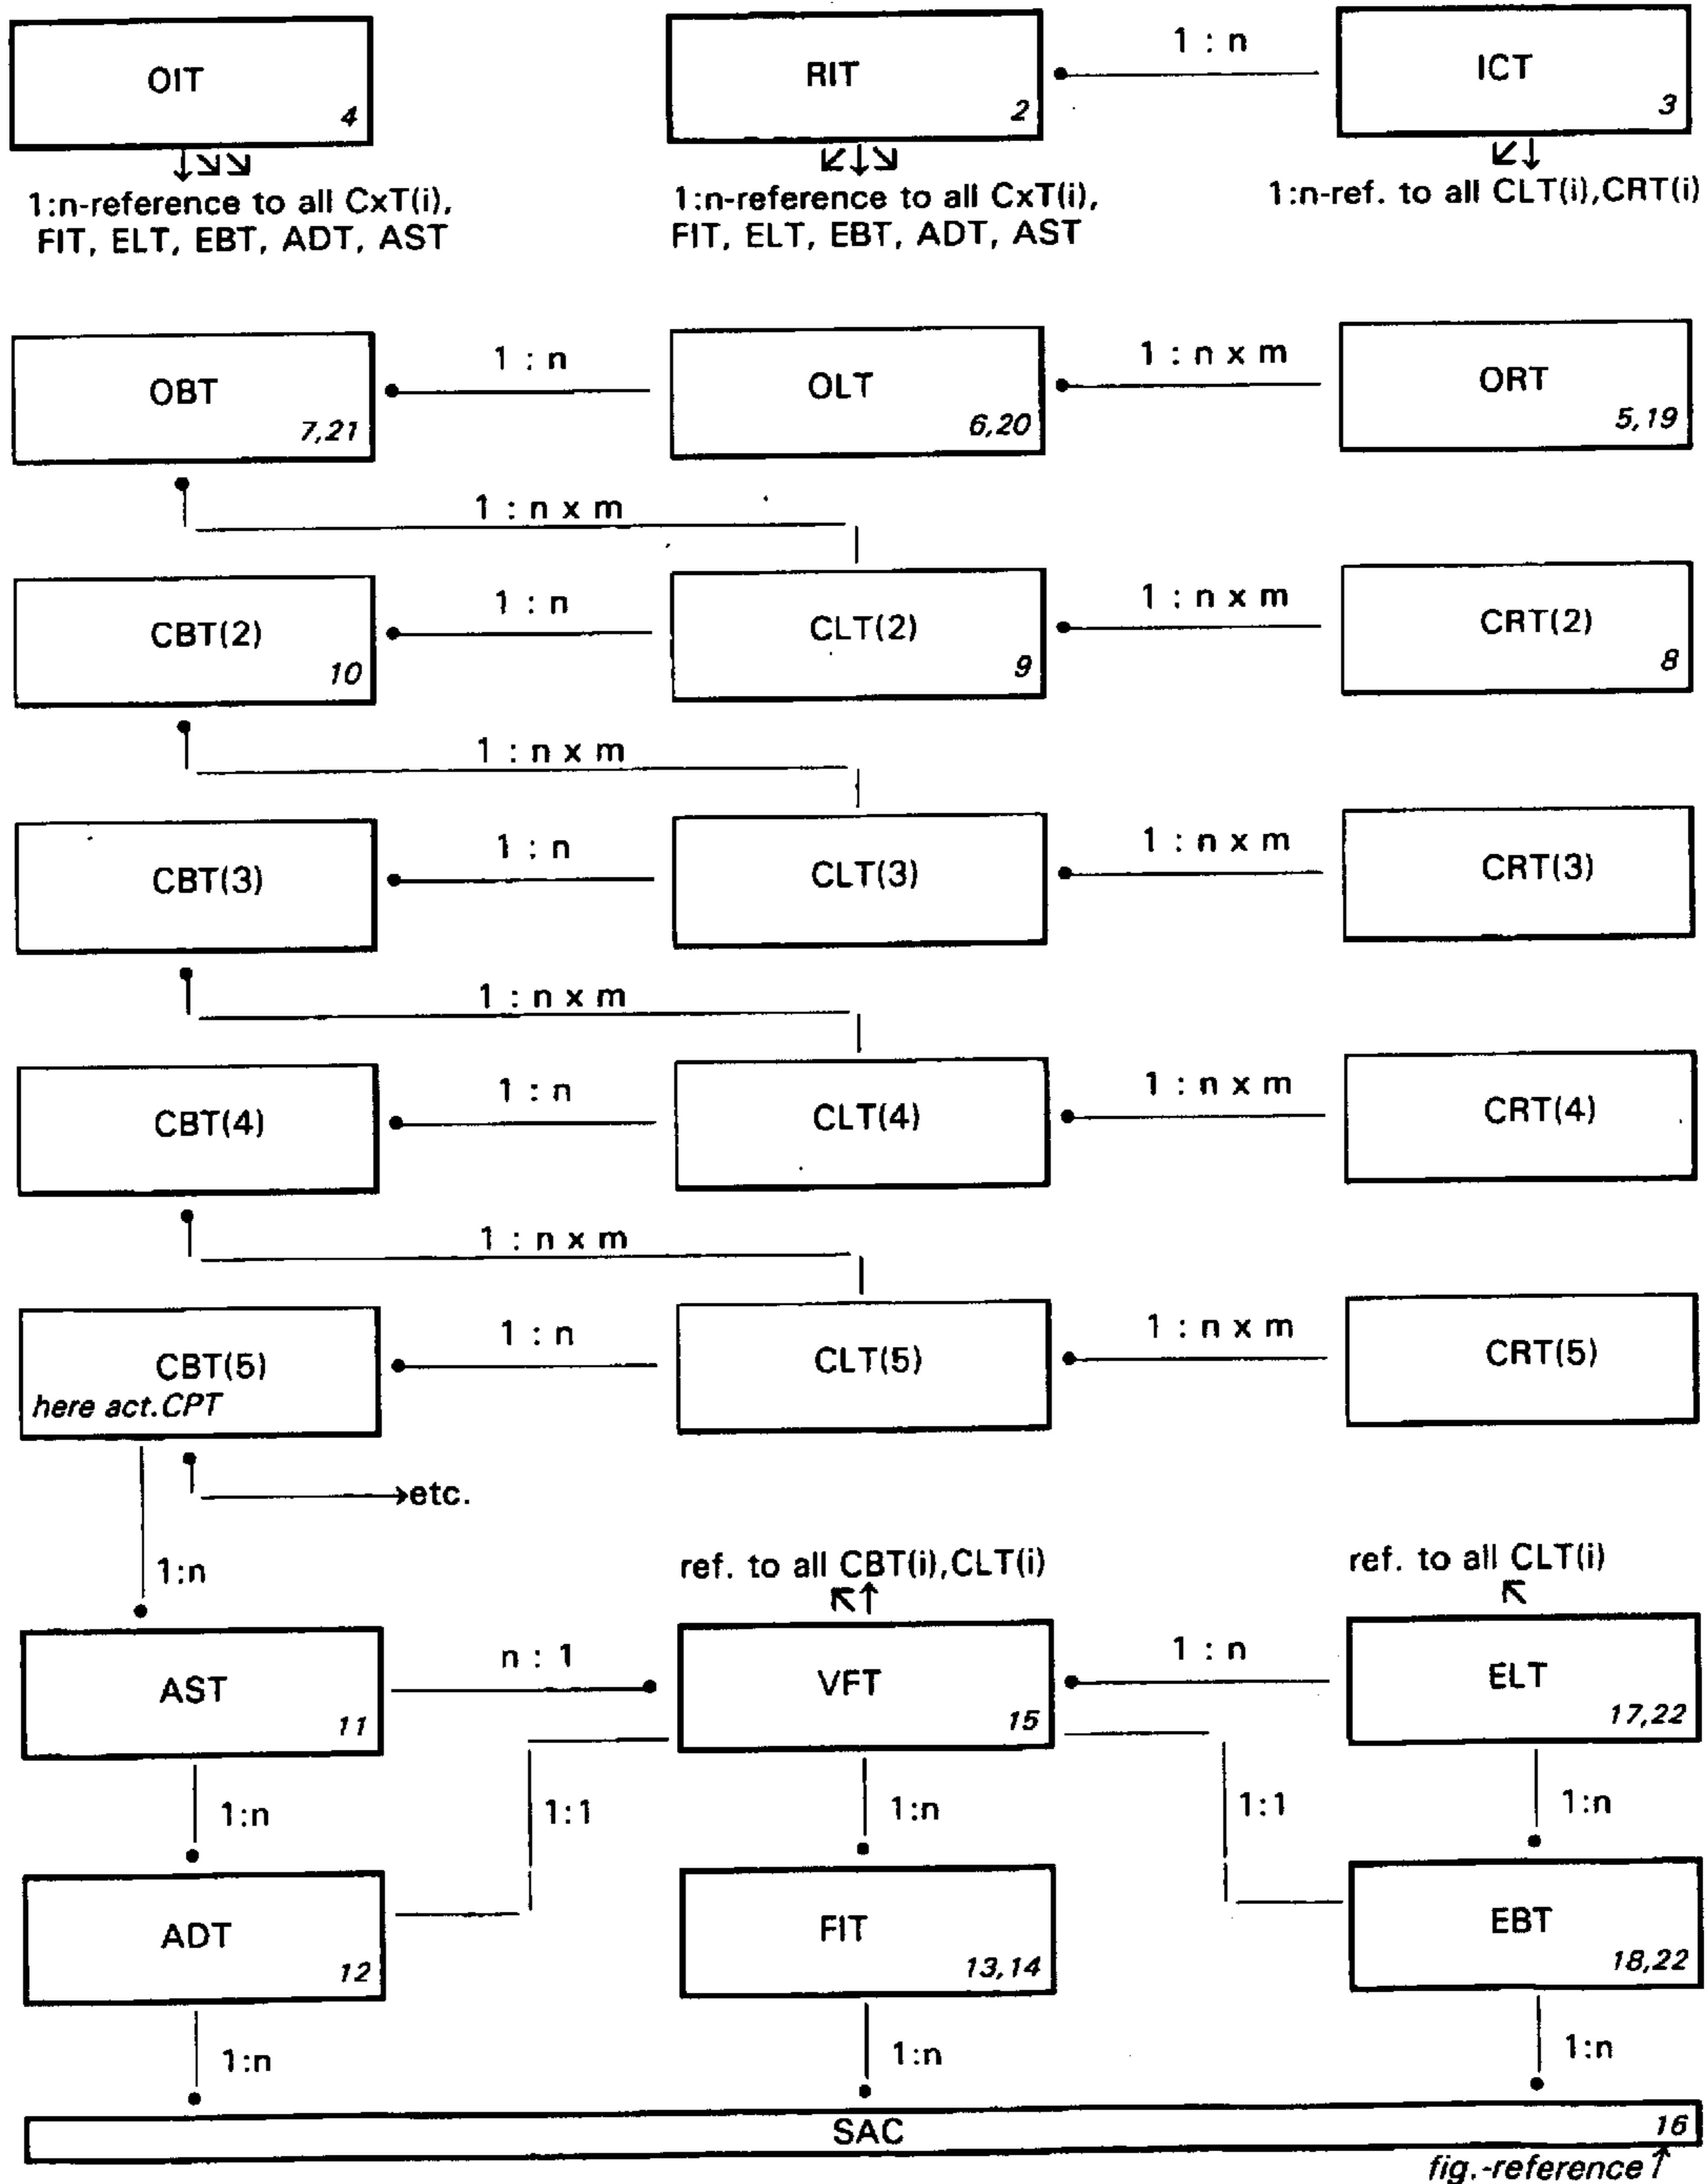 OIT
4
RIT
2
1 : n
ICT
3
1:n-reference to all CxT(i),
FIT, ELT, EBT, ADT, AST
1:n-reference to all CxT(i),
FIT, ELT, EBT, ADT, AST
1:n-ref. to all CLT(i),CRT(i)
OBT
7,21
1 : n
OLT
6,20
1 : n x m
ORT
5,19
1 : n x m
CBT(2)
10
1 : n
CLT(2)
9
1 : n x m
CRT(2)
8
1 : n x m
CBT(3)
1 : n
CLT(3)
1 : n x m
CRT(3)
1 : n x m
CBT(4)
1 : n
CLT(4)
1 : n x m
CRT(4)
1 : n x m
CBT(5)
here act.CPT
1 : n
CLT(5)
1 : n x m
CRT(5)
etc.
1:n
ref. to all CBT(i),CLT(i)
ref. to all CLT(i)
AST
11
n : 1
VFT
15
1 : n
ELT
17,22
1:n
1:1
1:n
1:1
1:n
ADT
12
FIT
13,14
EBT
18,22
1:n
1:n
1:n
SAC
16
fig.-reference